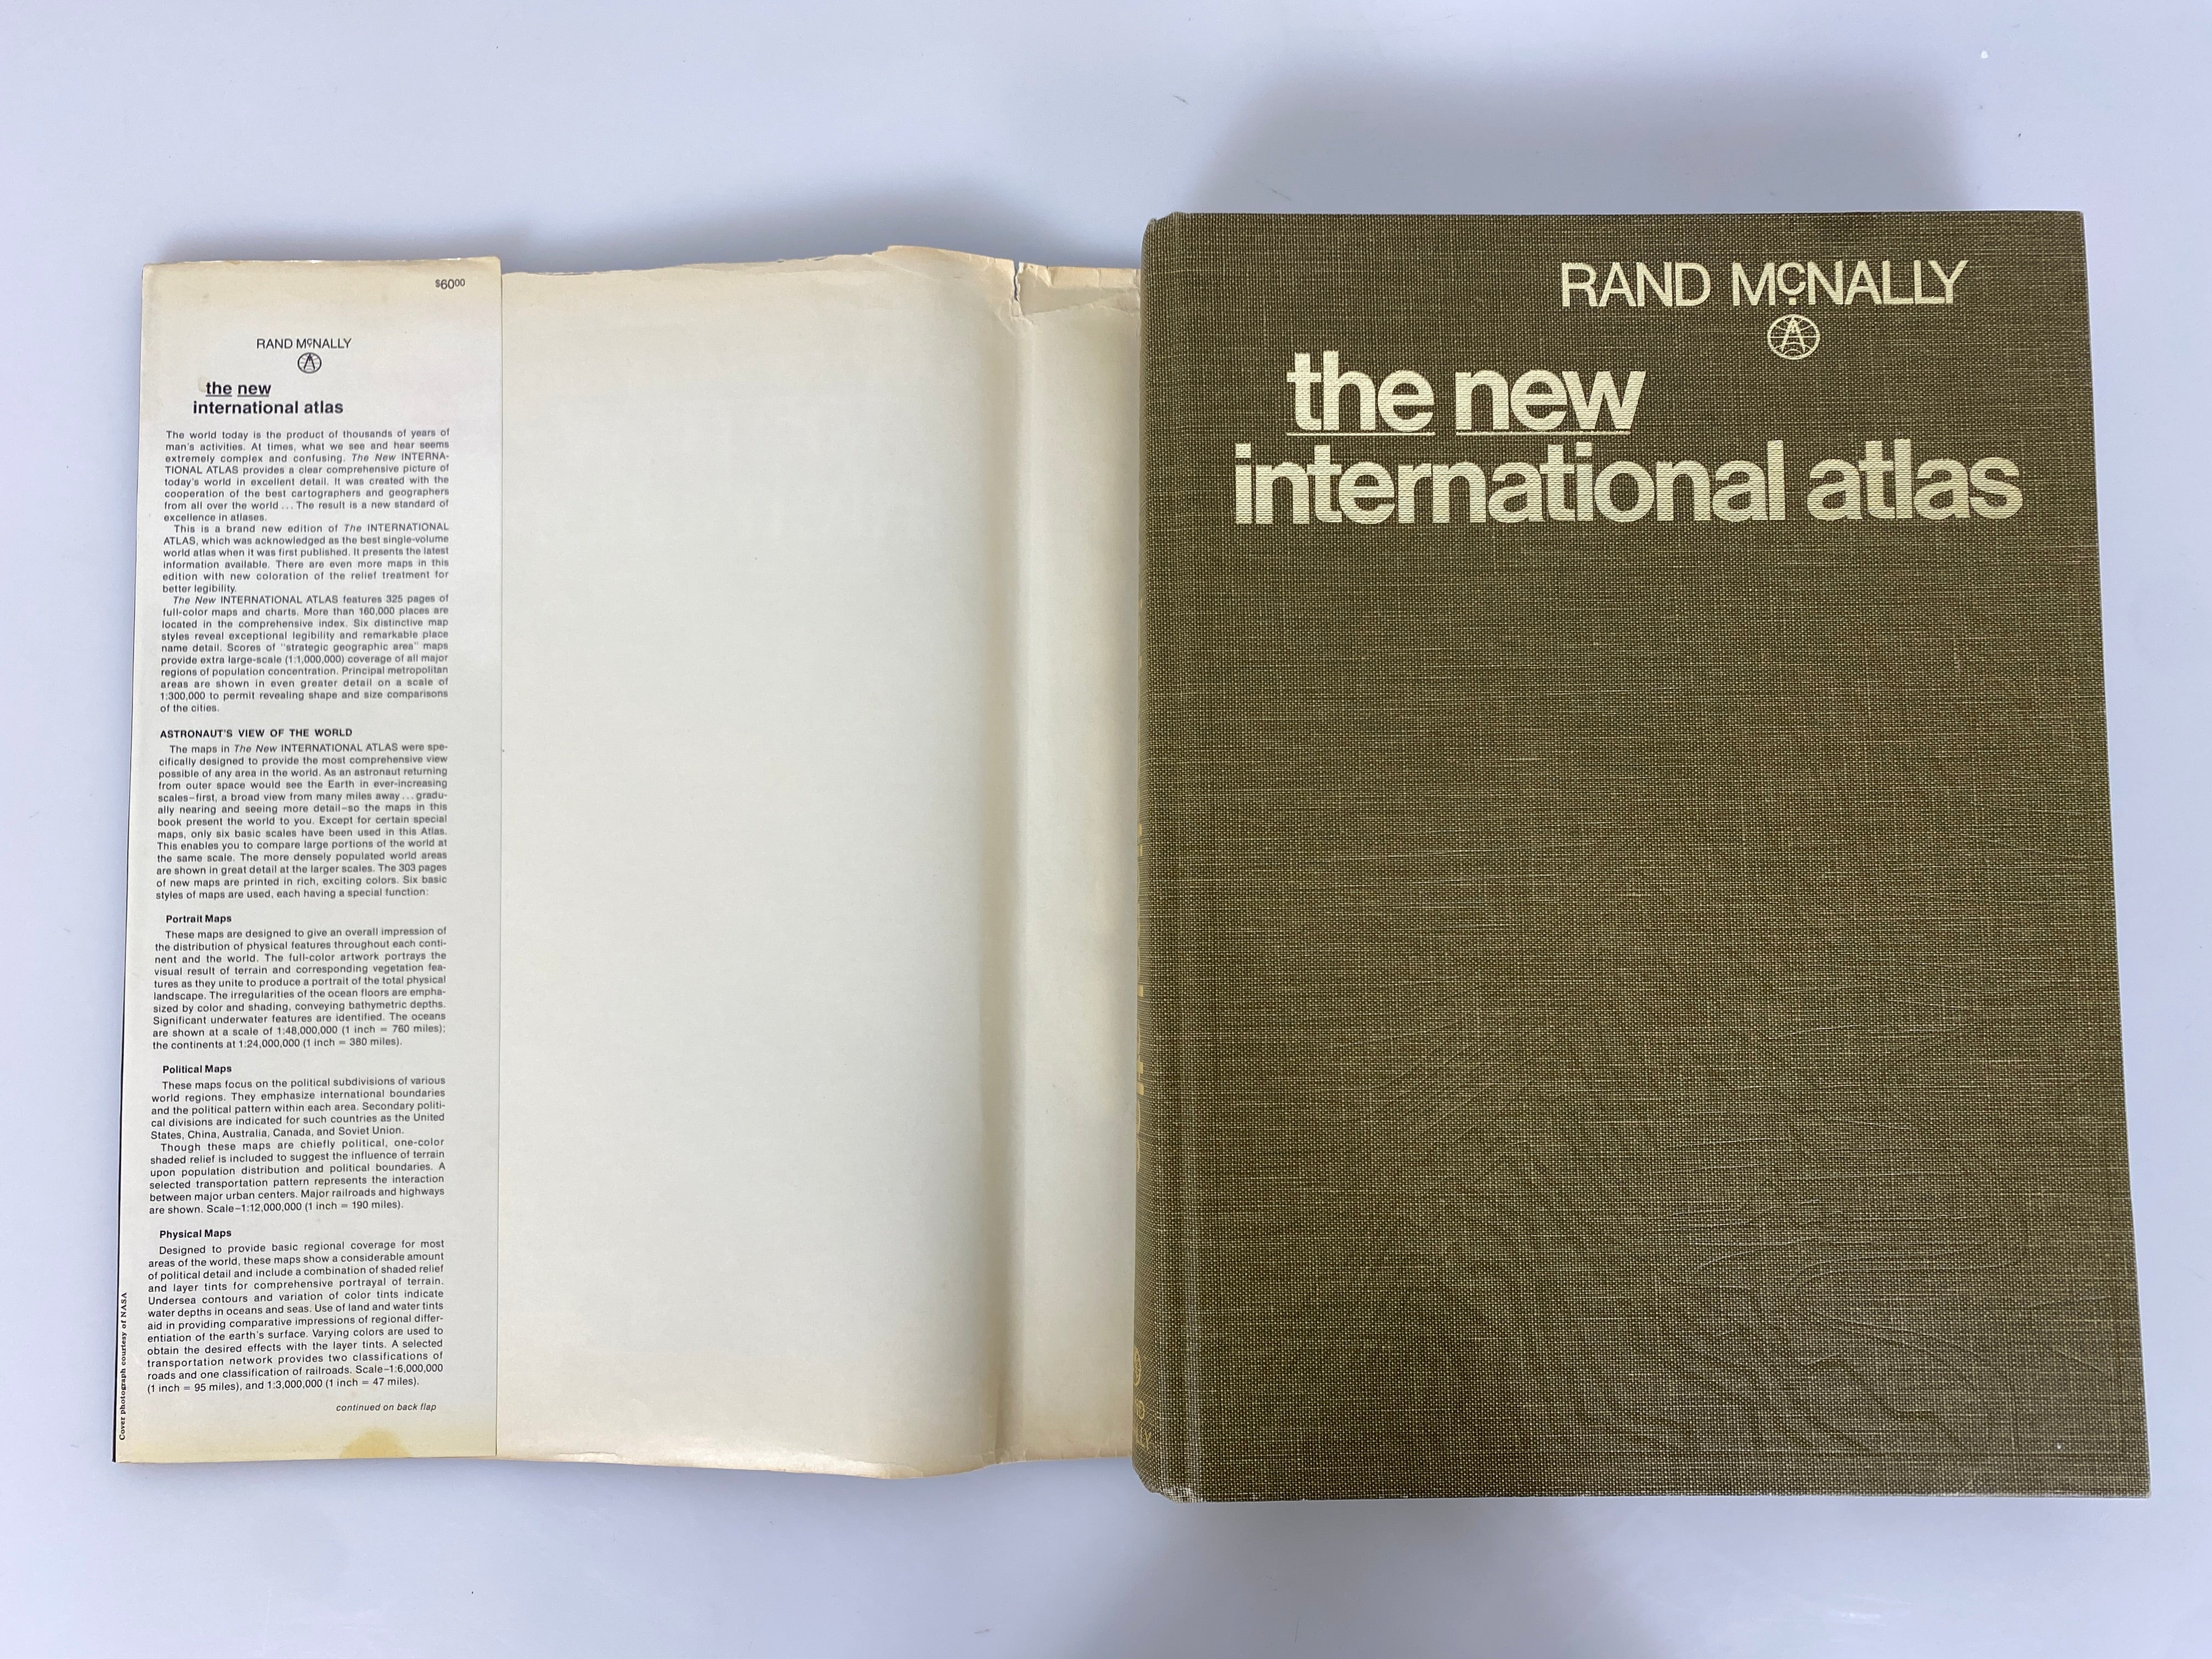 $60⁰⁰
RAND McNALLY
the new
international atlas
The world today is the product of thousands of years of
man's activities. At times, what we see and hear seems
extremely complex and confusing. The New INTERNA-
TIONAL ATLAS provides a clear comprehensive picture of
today's world in excellent detail. It was created with the
cooperation of the best cartographers and geographers
from all over the world ... The result is a new standard of
excellence in atlases.
This is a brand new edition of The INTERNATIONAL
ATLAS, which was acknowledged as the best single-volume
world atlas when it was first published. It presents the latest
information available. There are even more maps in this
edition with new coloration of the relief treatment for
better legibility.
The New INTERNATIONAL ATLAS features 325 pages of
full-color maps and charts. More than 160,000 places are
located in the comprehensive index. Six distinctive map
styles reveal exceptional legibility and remarkable place
name detail. Scores of "strategic geographic area" maps
provide extra large-scale (1:1,000,000) coverage of all major
regions of population concentration. Principal metropolitan
areas are shown in even greater detail on a scale of
1:300,000 to permit revealing shape and size comparisons
of the cities.
ASTRONAUT'S VIEW OF THE WORLD
The maps in The New INTERNATIONAL ATLAS were spe-
cifically designed to provide the most comprehensive view
possible of any area in the world. As an astronaut returning
from outer space would see the Earth in ever-increasing
scales–first, a broad view from many miles away...gradu-
ally nearing and seeing more detail–so the maps in this
book present the world to you. Except for certain special
maps, only six basic scales have been used in this Atlas.
This enables you to compare large portions of the world at
the same scale. The more densely populated world areas
are shown in great detail at the larger scales. The 303 pages
of new maps are printed in rich, exciting colors. Six basic
styles of maps are used, each having a special function:
Portrait Maps
These maps are designed to give an overall impression of
the distribution of physical features throughout each conti-
nent and the world. The full-color artwork portrays the
visual result of terrain and corresponding vegetation fea-
tures as they unite to produce a portrait of the total physical
landscape. The irregularities of the ocean floors are empha-
sized by color and shading, conveying bathymetric depths.
Significant underwater features are identified. The oceans
are shown at a scale of 1:48,000,000 (1 inch = 760 miles);
the continents at 1:24,000,000 (1 inch = 380 miles).
Political Maps
These maps focus on the political subdivisions of various
world regions. They emphasize international boundaries
and the political pattern within each area. Secondary politi-
cal divisions are indicated for such countries as the United
States, China, Australia, Canada, and Soviet Union.
Though these maps are chiefly political, one-color
shaded relief is included to suggest the influence of terrain
upon population distribution and political boundaries. A
selected transportation pattern represents the interaction
between major urban centers. Major railroads and highways
are shown. Scale–1:12,000,000 (1 inch = 190 miles).
Physical Maps
Designed to provide basic regional coverage for most
areas of the world, these maps show a considerable amount
of political detail and include a combination of shaded relief
and layer tints for comprehensive portrayal of terrain.
Undersea contours and variation of color tints indicate
water depths in oceans and seas. Use of land and water tints
aid in providing comparative impressions of regional differ-
entiation of the earth's surface. Varying colors are used to
obtain the desired effects with the layer tints. A selected
transportation network provides two classifications of
roads and one classification of railroads. Scale–1:6,000,000
(1 inch = 95 miles), and 1:3,000,000 (1 inch = 47 miles).
continued on back flap
Cover photograph courtesy of NASA
RAND McNALLY
the new
international atlas